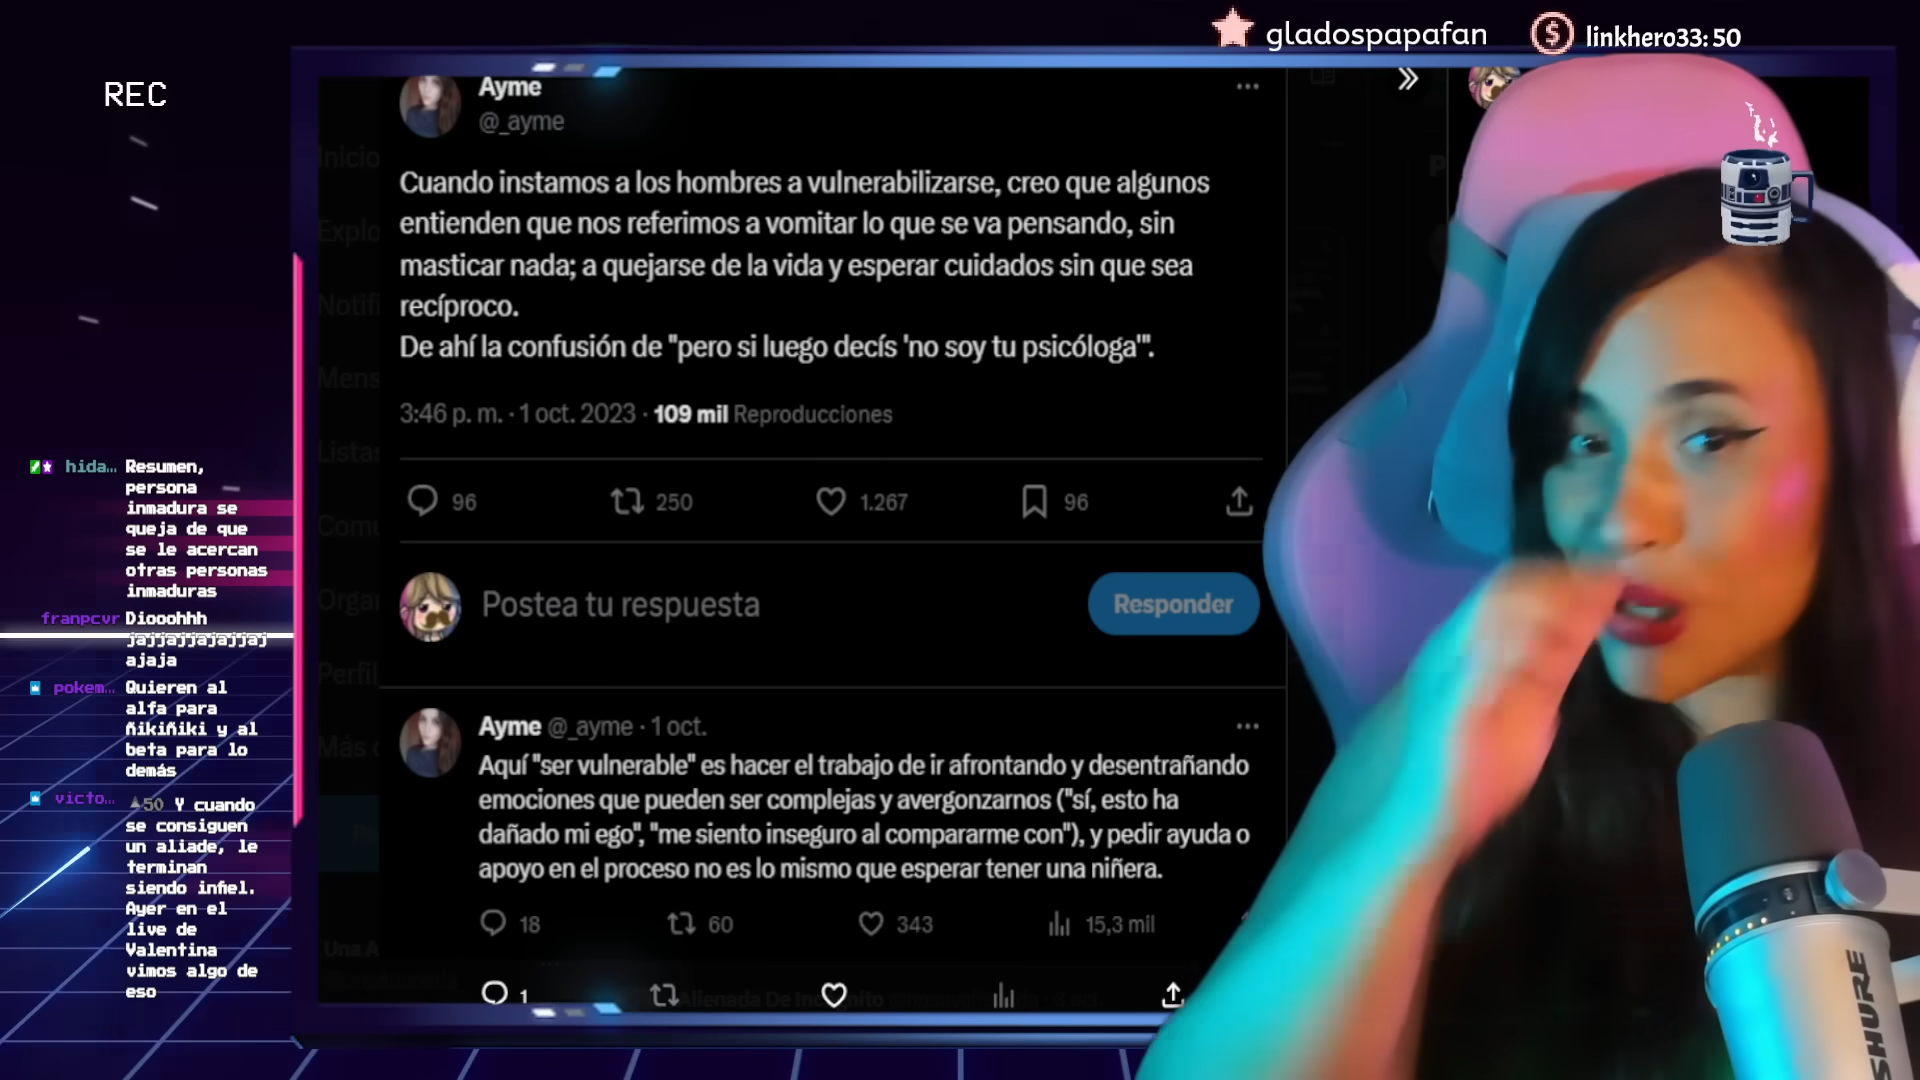 gladospapafan
linkhero33: 50
REC
Ayme
@_ayme
Cuando instamos a los hombres a vulnerabilizarse, creo que algunos
entienden que nos referimos a vomitar lo que se va pensando, sin
masticar nada; a quejarse de la vida y esperar cuidados sin que sea
recíproco.
De ahí la confusión de "pero si luego decís 'no soy tu psicóloga'".
3:46 p. m. · 1 oct. 2023 · 109 mil Reproducciones
96 250 1.267 96
Postea tu respuesta
Responder
Ayme @_ayme · 1 oct.
Aquí "ser vulnerable" es hacer el trabajo de ir afrontando y desentrañando
emociones que pueden ser complejas y avergonzarnos ("sí, esto ha
dañado mi ego", "me siento inseguro al compararme con"), y pedir ayuda o
apoyo en el proceso no es lo mismo que esperar tener una niñera.
18 60 343 15,3 mil
1
Inicio
Explo
Notifi
Mens
Listas
Comu
Organ
Perfil
Más
hida... Resumen,
persona
inmadura se
queja de que
se le acercan
otras personas
inmaduras
franpcvr Diooohhh
jajjajjajajjaj
ajaja
pokem... Quieren al
alfa para
ñikiñiki y al
beta para lo
demás
victo... 50 Y cuando
se consiguen
un aliade, le
terminan
siendo infiel.
Ayer en el
live de
Valentina
vimos algo de
eso
SHURE